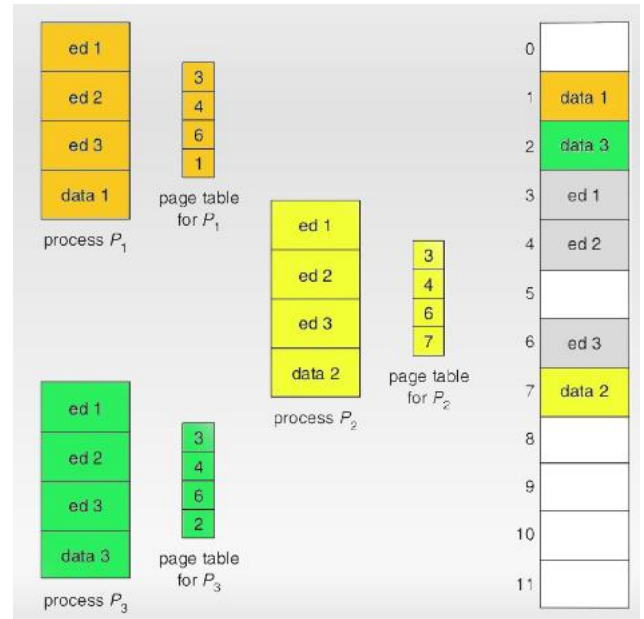 ed 1
ed 2
ed 3
data 1
process P₁
3
4
6
1
page table
for P₁
ed 1
ed 2
ed 3
data 2
process P₂
3
4
6
7
page table
for P₂
ed 1
ed 2
ed 3
data 3
process P₃
3
4
6
2
page table
for P₃
0
1 data 1
2 data 3
3 ed 1
4 ed 2
5
6 ed 3
7 data 2
8
9
10
11